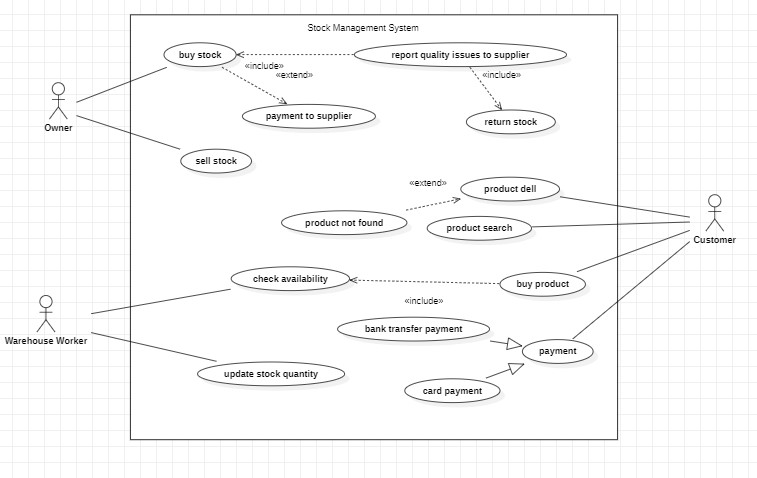 Stock Management System
buy stock
report quality issues to supplier
«include»
«extend»
«include»
payment to supplier
return stock
Owner
sell stock
«extend»
product dell
product not found
product search
Customer
check availability
buy product
«include»
bank transfer payment
Warehouse Worker
payment
update stock quantity
card payment